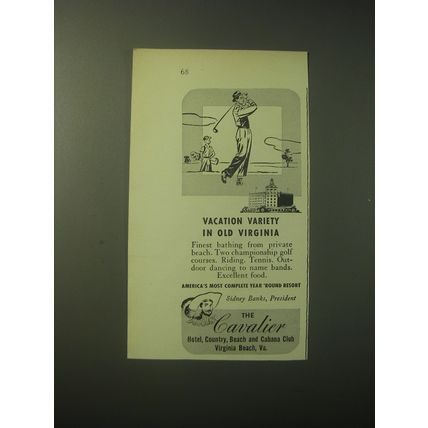 68
VACATION VARIETY
IN OLD VIRGINIA
Finest bathing from private
beach. Two championship golf
courses. Riding. Tennis. Out-
door dancing to name bands.
Excellent food.
AMERICA'S MOST COMPLETE YEAR 'ROUND RESORT
Sidney Banks, President
THE
Cavalier
Hotel, Country, Beach and Cabana Club
Virginia Beach, Va.